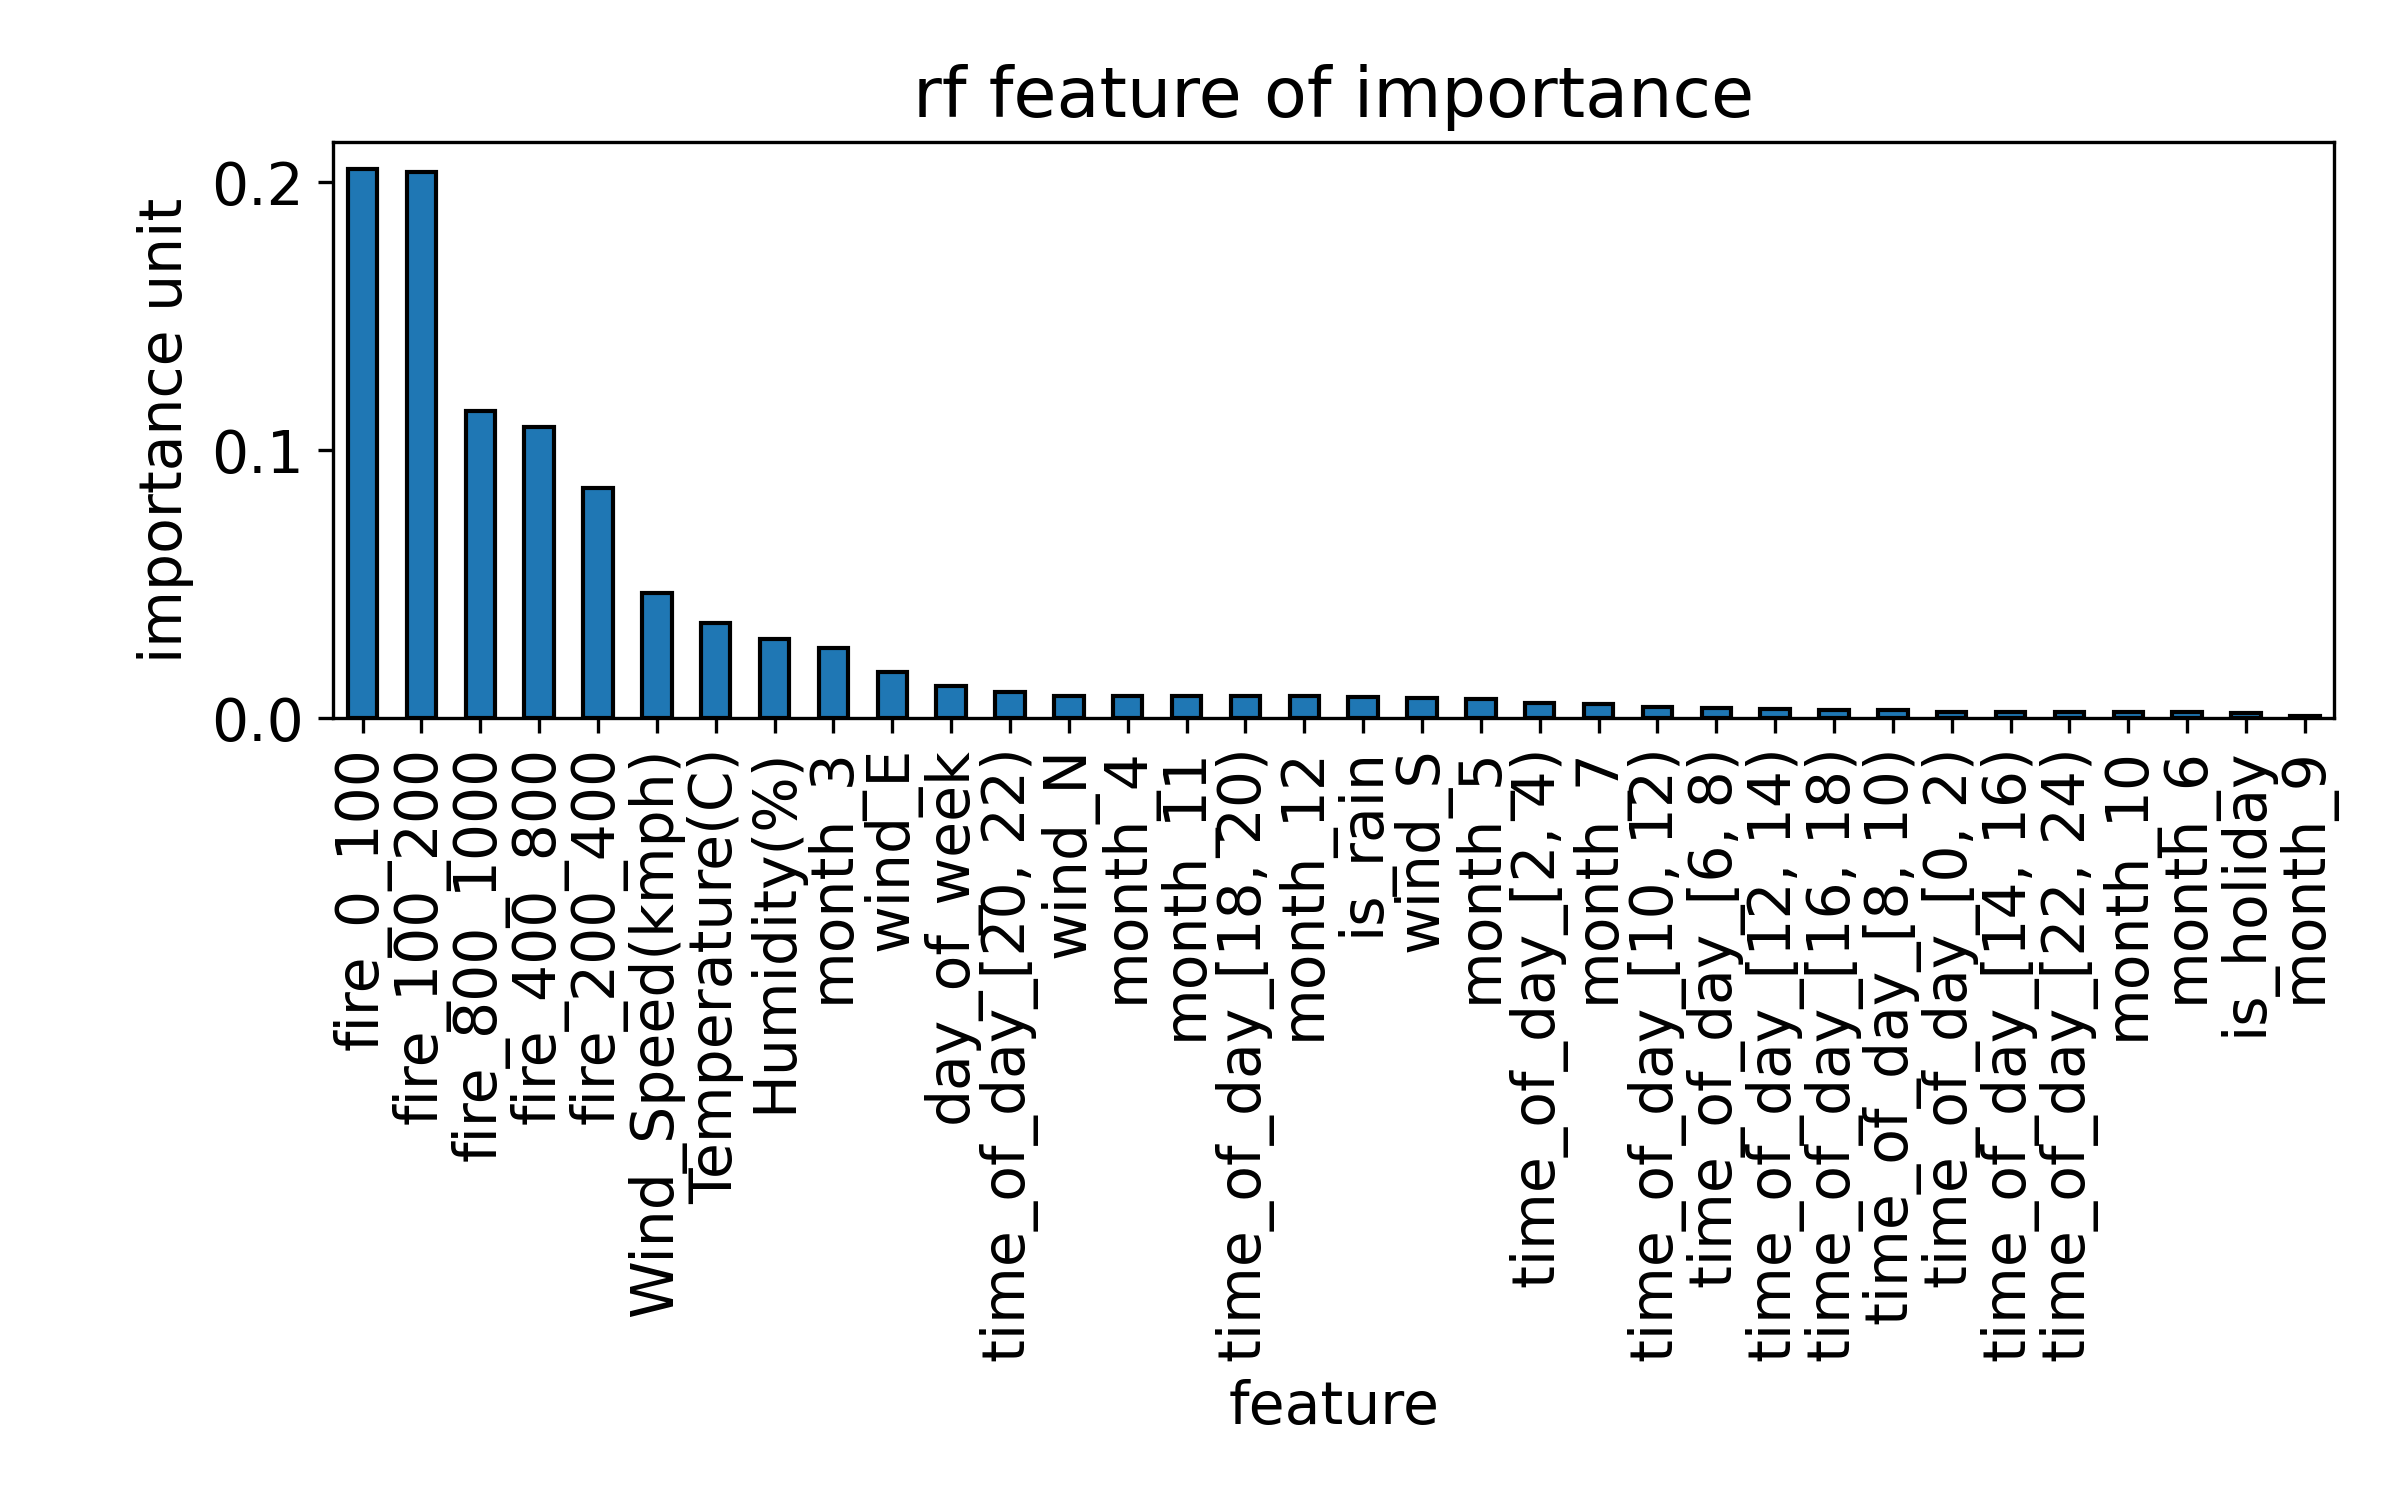 rf feature of importance
importance unit
0.2
0.1
0.0
fire_0_100
fire_100_200
fire_800_1000
fire_400_800
fire_200_400
Wind_Speed(kmph)
Temperature(C)
Humidity(%)
month_3
wind_E
day_of_week
time_of_day_[20, 22)
wind_N
month_4
month_11
time_of_day_[18, 20)
month_12
is_rain
wind_S
month_5
time_of_day_[2, 4)
month_7
time_of_day_[10, 12)
time_of_day_[6, 8)
time_of_day_[12, 14)
time_of_day_[16, 18)
time_of_day_[8, 10)
time_of_day_[0, 2)
time_of_day_[14, 16)
time_of_day_[22, 24)
month_10
month_6
is_holiday
month_9
feature